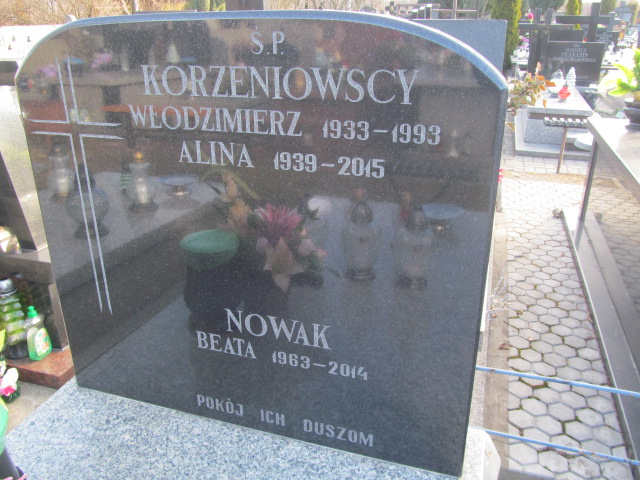 Ś.P.
KORZENIOWSCY
WŁODZIMIERZ 1933-1993
ALINA 1939-2015
NOWAK
BEATA 1963-2014
POKÓJ ICH DUSZOM